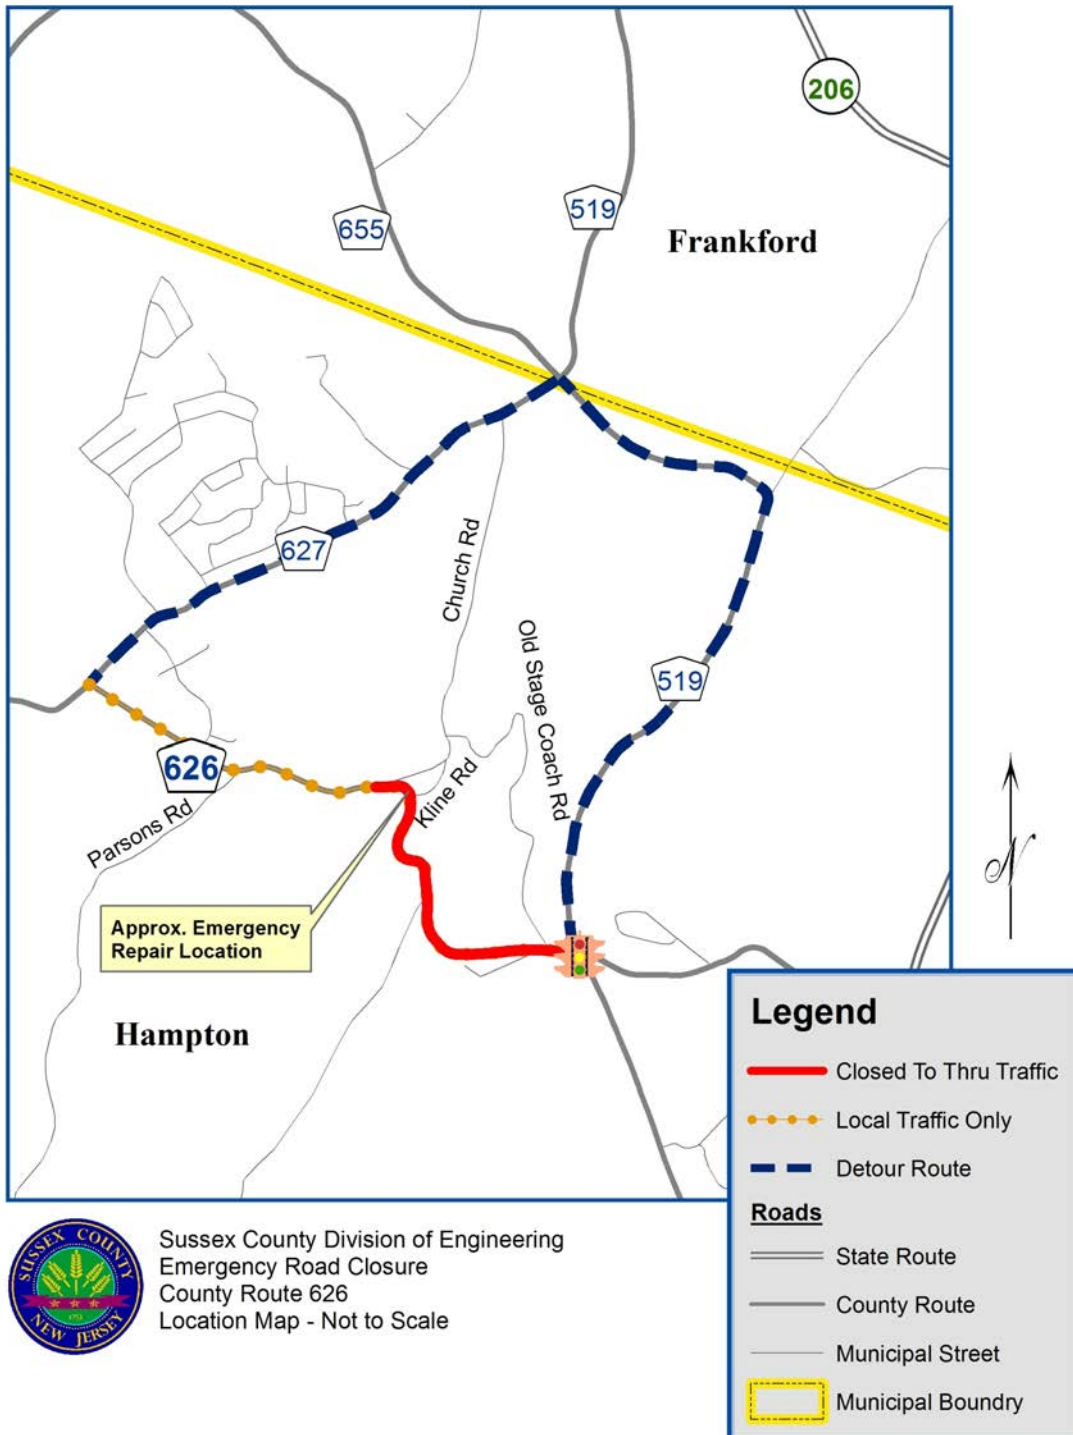 206
655
519
Frankford
627
Church Rd
Old Stage Coach Rd
519
626
Kline Rd
Parsons Rd
Approx. Emergency
Repair Location
Hampton
N
Legend
Closed To Thru Traffic
Local Traffic Only
Detour Route
Roads
State Route
County Route
Municipal Street
Municipal Boundry
SUSSEX COUNTY
1753
NEW JERSEY
Sussex County Division of Engineering
Emergency Road Closure
County Route 626
Location Map - Not to Scale